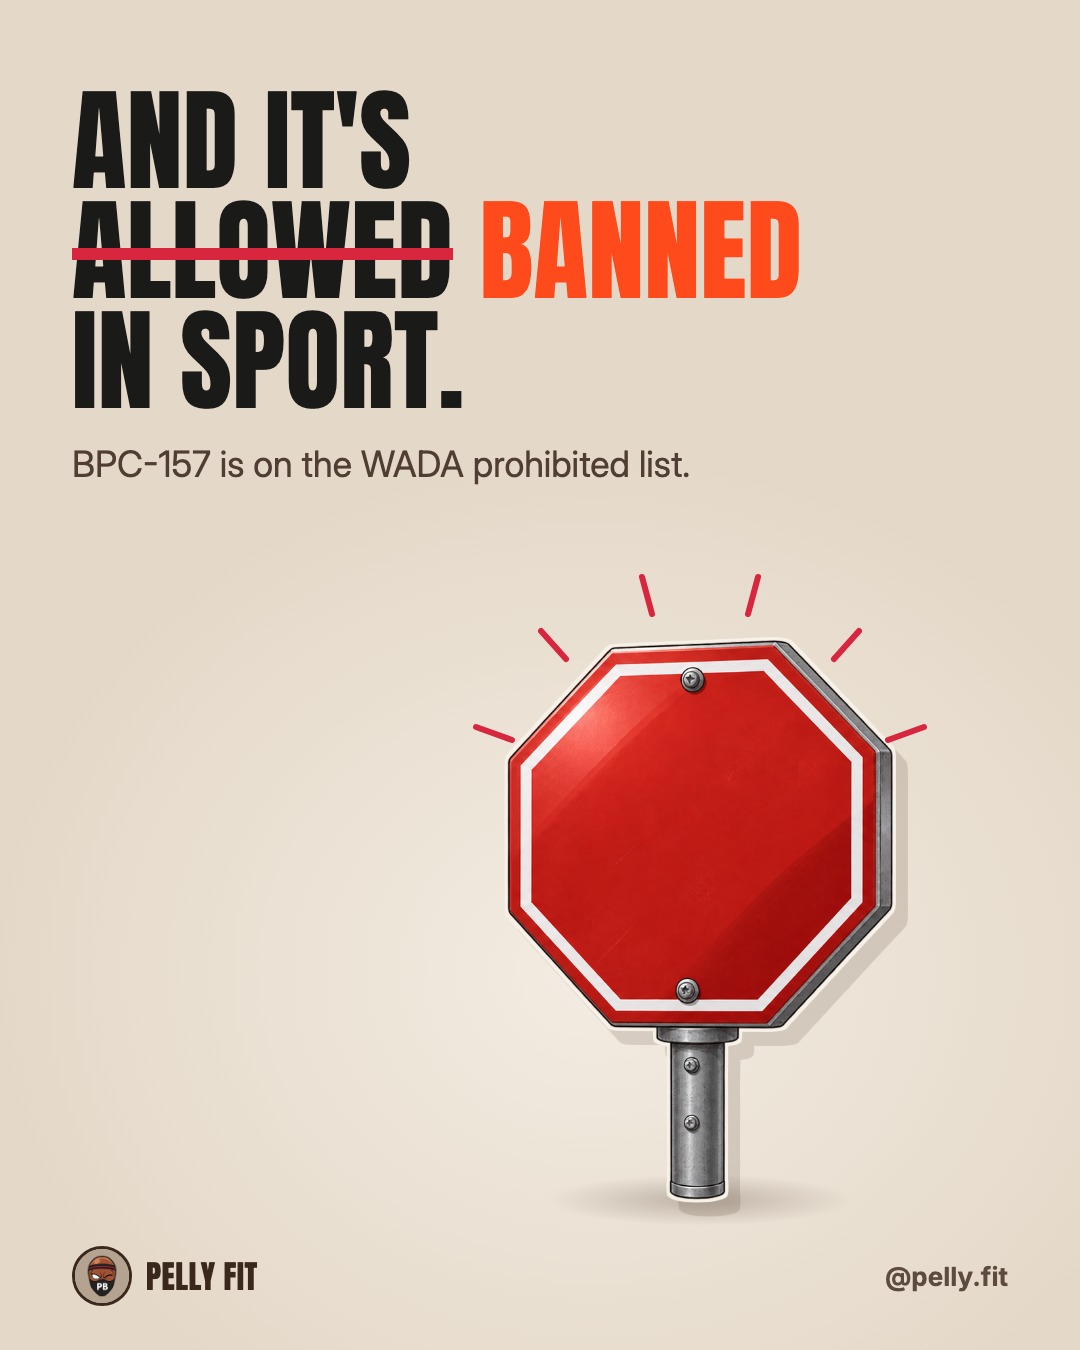 AND IT'S
ALLOWED BANNED
IN SPORT.
BPC-157 is on the WADA prohibited list.
PB
PELLY FIT
@pelly.fit